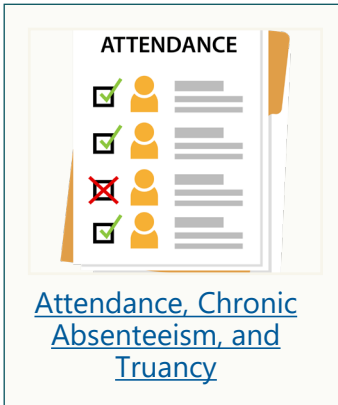 ATTENDANCE
Attendance, Chronic
Absenteeism, and
Truancy